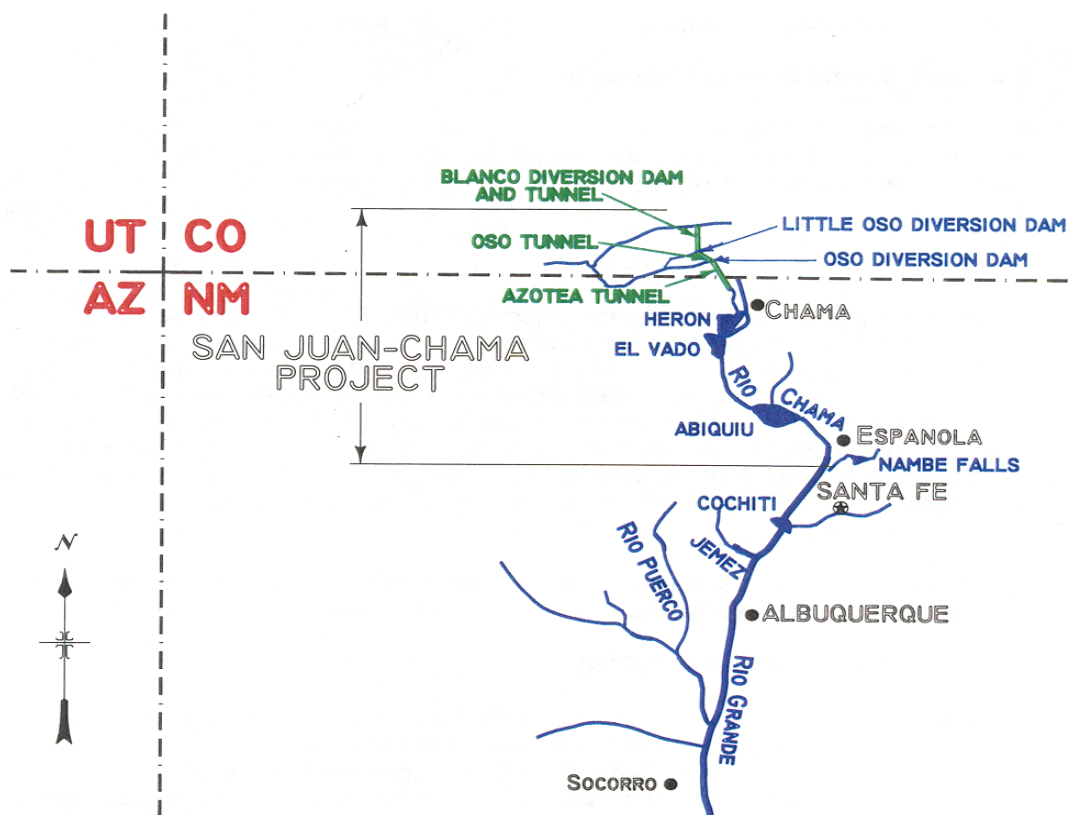 BLANCO DIVERSION DAM
AND TUNNEL
UT CO
LITTLE OSO DIVERSION DAM
OSO TUNNEL
OSO DIVERSION DAM
AZ NM
AZOTEA TUNNEL
CHAMA
HERON
EL VADO
SAN JUAN-CHAMA
PROJECT
RIO CHAMA
ABIQUIU
ESPANOLA
NAMBE FALLS
SANTA FE
COCHITI
JEMEZ
RIO PUERCO
N
ALBUQUERQUE
RIO GRANDE
SOCORRO